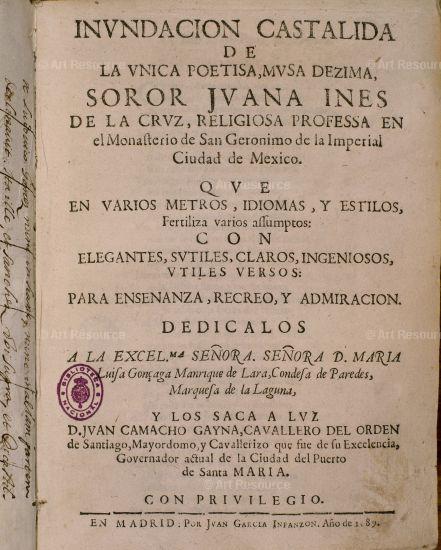 INVNDACION CASTALIDA
DE
LA VNICA POETISA, MVSA DEZIMA,
SOROR JVANA INES
DE LA CRVZ, RELIGIOSA PROFESSA EN
el Monaſterio de San Geronimo de la Imperial
Ciudad de Mexico.
QVE
EN VARIOS METROS, IDIOMAS, Y ESTILOS,
Fertiliza varios aſſumptos:
CON
ELEGANTES, SVTILES, CLAROS, INGENIOSOS,
VTILES VERSOS:
PARA ENSEÑANZA, RECREO, Y ADMIRACION.
DEDICALOS
A LA EXCEL.MA SEÑORA. SEÑORA D. MARIA
Luiſa Gonçaga Manrique de Lara, Condeſa de Paredes,
Marqueſa de la Laguna,
Y LOS SACA A LVZ
D. JVAN CAMACHO GAYNA, CAVALLERO DEL ORDEN
de Santiago, Mayordomo, y Cavallerizo que fue de ſu Excelencia,
Governador actual de la Ciudad del Puerto
de Santa MARIA.
CON PRIVILEGIO.
EN MADRID: POR JVAN GARCIA INFANZON. Año de 1689.
BIBLIOTECA NACIONAL
© Art Resource